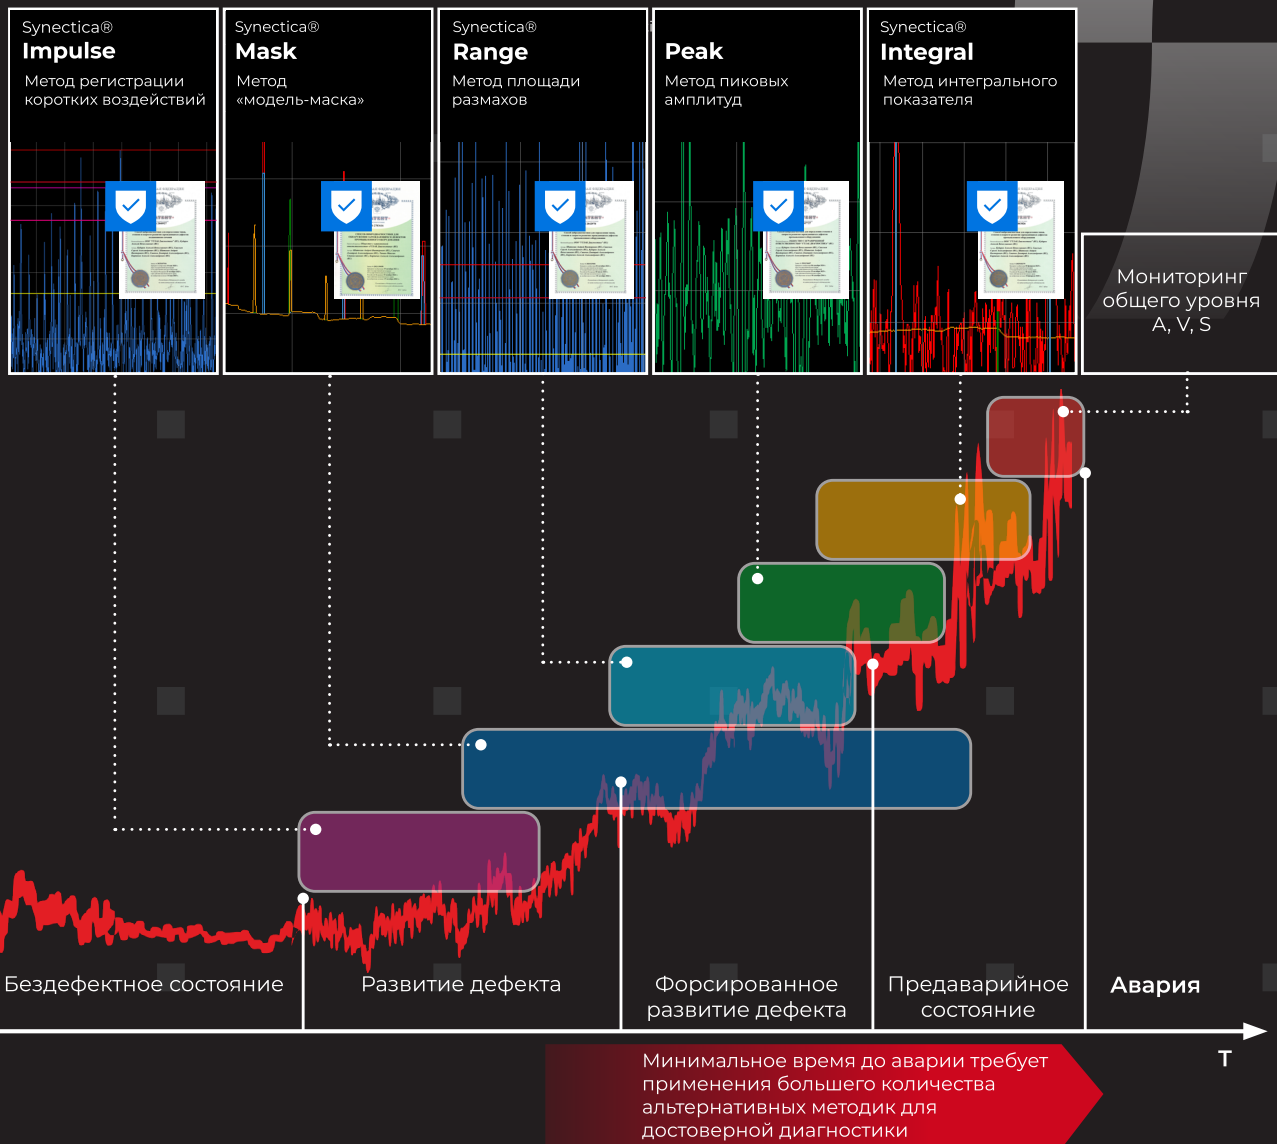 Synectica®
Impulse
Метод регистрации
коротких воздействий
Synectica®
Mask
Метод
«модель-маска»
Synectica®
Range
Метод площади
размахов
Peak
Метод пиковых
амплитуд
Synectica®
Integral
Метод интегрального
показателя
Мониторинг
общего уровня
A, V, S
Бездефектное состояние
Развитие дефекта
Форсированное
развитие дефекта
Предаварийное
состояние
Авария
T
Минимальное время до аварии требует
применения большего количества
альтернативных методик для
достоверной диагностики